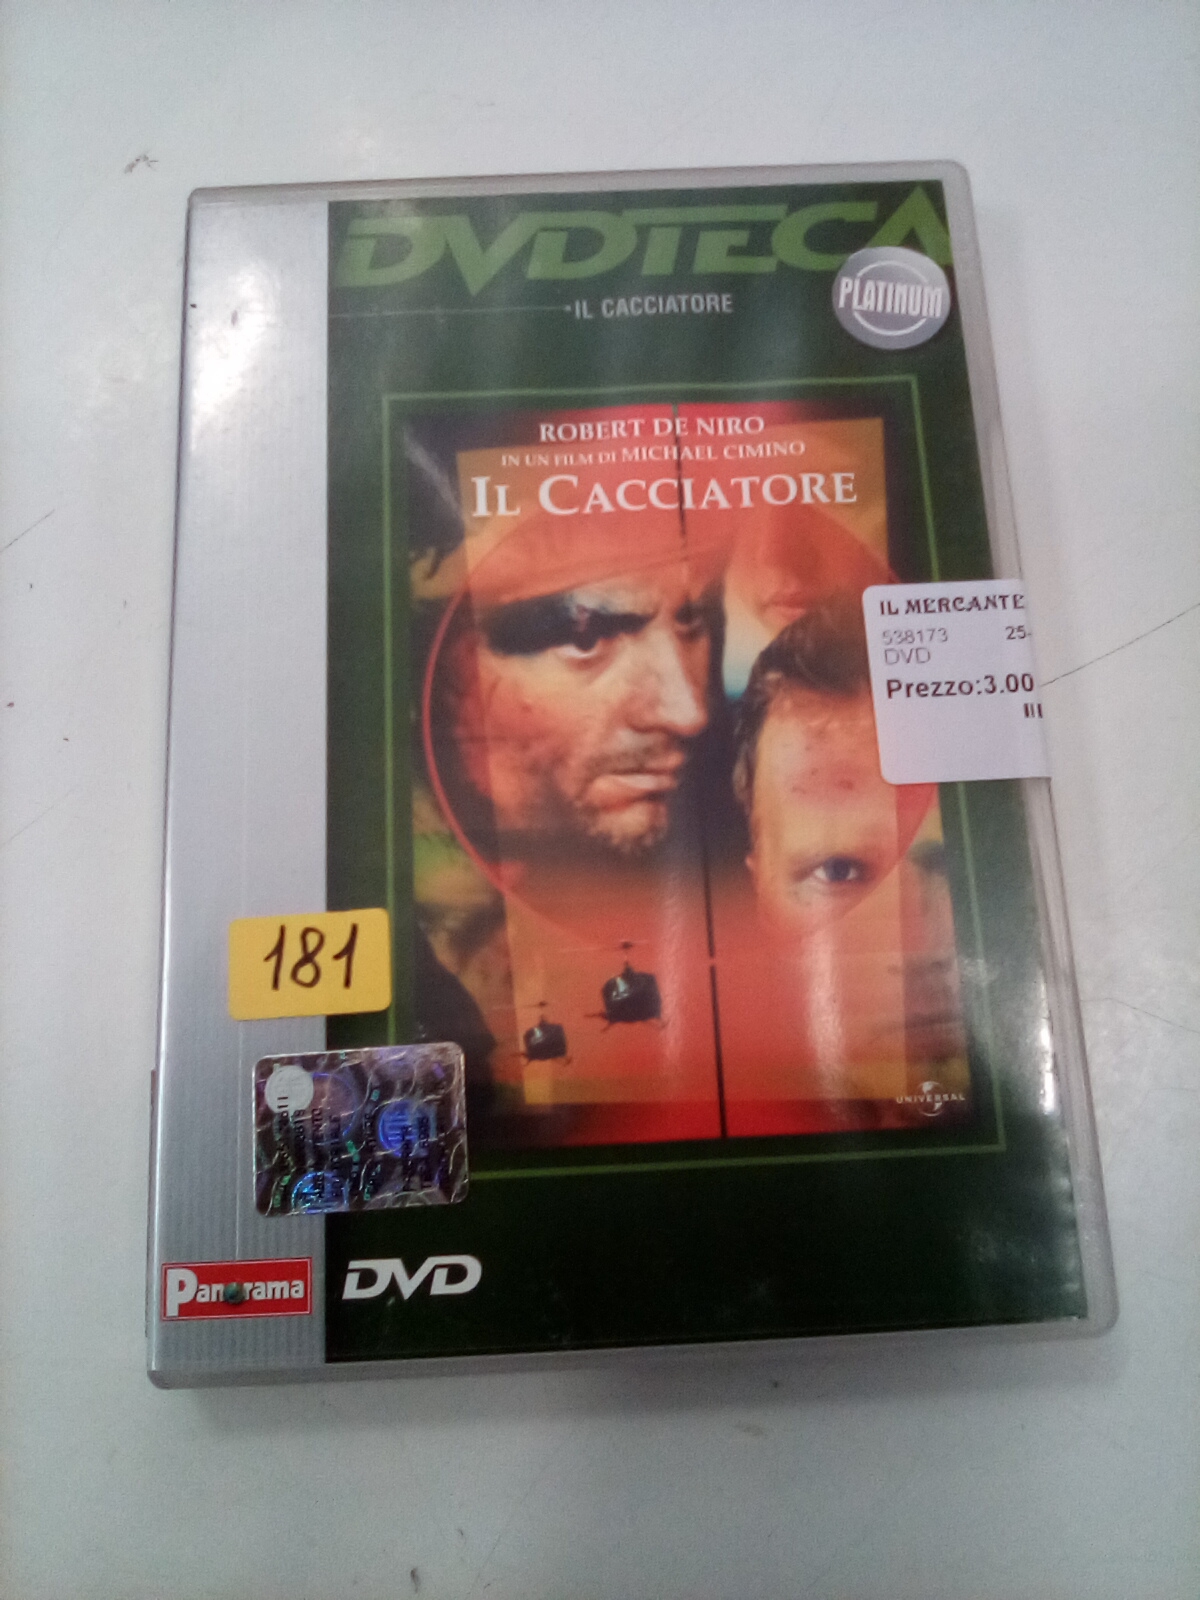 DVDTECA
IL CACCIATORE
PLATINUM
ROBERT DE NIRO
IN UN FILM DI MICHAEL CIMINO
IL CACCIATORE
IL MERCANTE
538173 25-
DVD
Prezzo:3.00
181
UNIVERSAL
Panorama
DVD